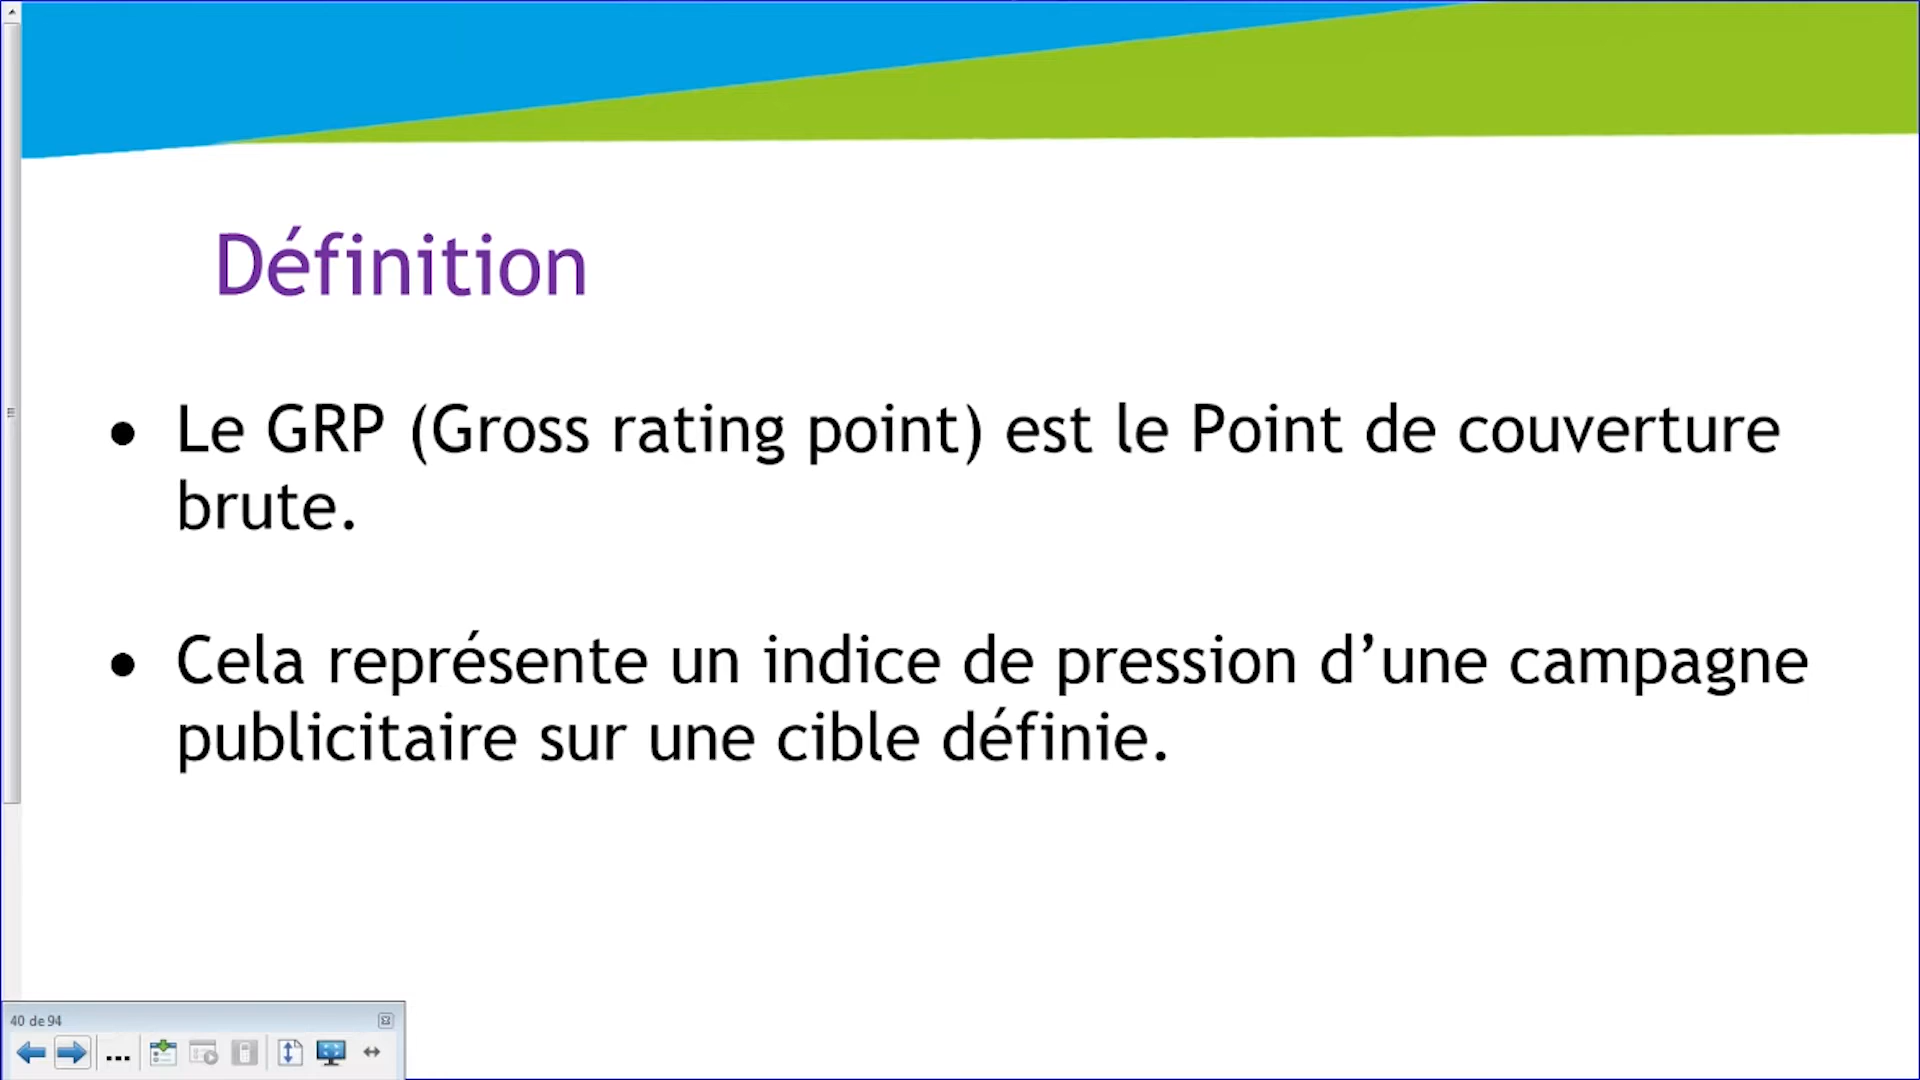 Définition
● Le GRP (Gross rating point) est le Point de couverture
brute.
● Cela représente un indice de pression d’une campagne
publicitaire sur une cible définie.
40 de 94